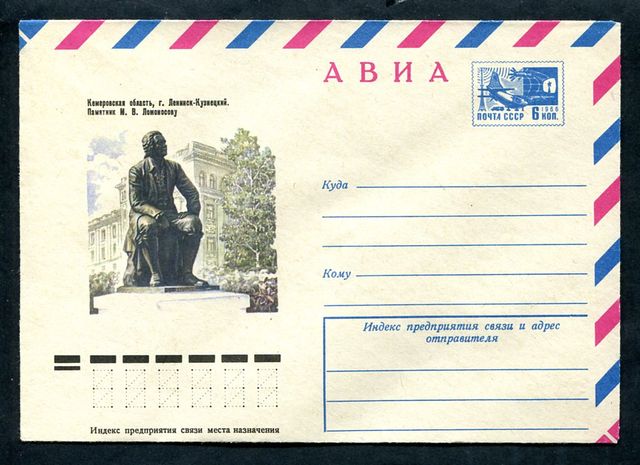 АВИА
Кемеровская область, г. Ленинск-Кузнецкий.
Памятник М. В. Ломоносову
ПОЧТА СССР
1966
6 КОП.
Куда
Кому
Индекс предприятия связи и адрес
отправителя
Индекс предприятия связи места назначения